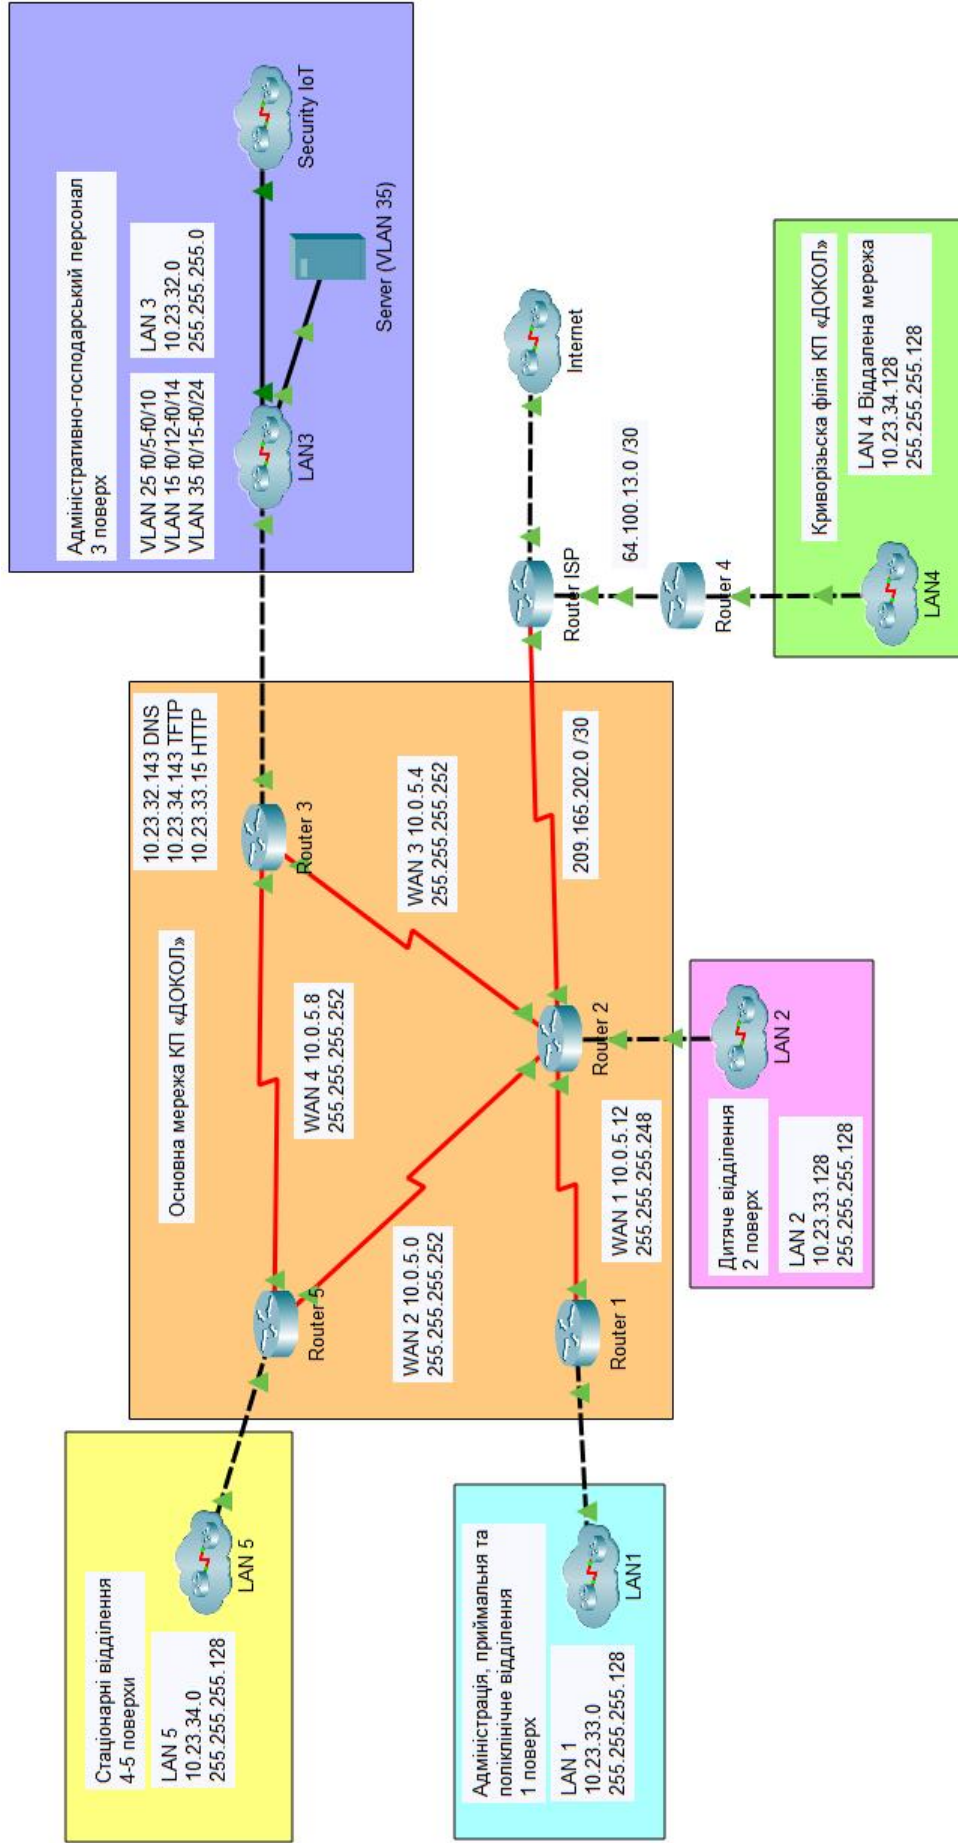 Стаціонарні відділення
4-5 поверхи
LAN 5
10.23.34.0
255.255.255.128
LAN 5
Основна мережа КП «ДОКОЛ»
Router 5
WAN 4 10.0.5.8
255.255.255.252
10.23.32.143 DNS
10.23.34.143 TFTP
10.23.33.15 HTTP
Router 3
WAN 2 10.0.5.0
255.255.255.252
WAN 3 10.0.5.4
255.255.255.252
Router 2
Router 1
WAN 1 10.0.5.12
255.255.255.248
209.165.202.0 /30
Адміністративно-господарський персонал
3 поверх
VLAN 25 f0/5-f0/10
VLAN 15 f0/12-f0/14
VLAN 35 f0/15-f0/24
LAN 3
10.23.32.0
255.255.255.0
LAN3
Security IoT
Server (VLAN 35)
Адміністрація, приймальня та
поліклінічне відділення
1 поверх
LAN 1
10.23.33.0
255.255.255.128
LAN1
Дитяче відділення
2 поверх
LAN 2
10.23.33.128
255.255.255.128
LAN 2
Router ISP
Internet
64.100.13.0 /30
Router 4
Криворізьска філія КП «ДОКОЛ»
LAN 4 Віддалена мережа
10.23.34.128
255.255.255.128
LAN4